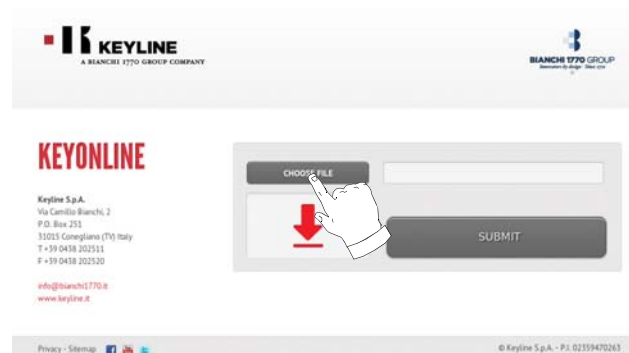 KEYLINE
A BIANCHI 1770 GROUP COMPANY
BIANCHI 1770 GROUP
KEYONLINE
CHOOSE FILE
Keyline S.p.A.
Via Camillo Bianchi, 2
P.O. Box 251
31015 Conegliano (TV) Italy
T +39 0438 202511
F +39 0438 202520
SUBMIT
info@bianchi1770.it
www.keyline.it
Privacy - Sitemap
© Keyline S.p.A. - P.I. 02359470263